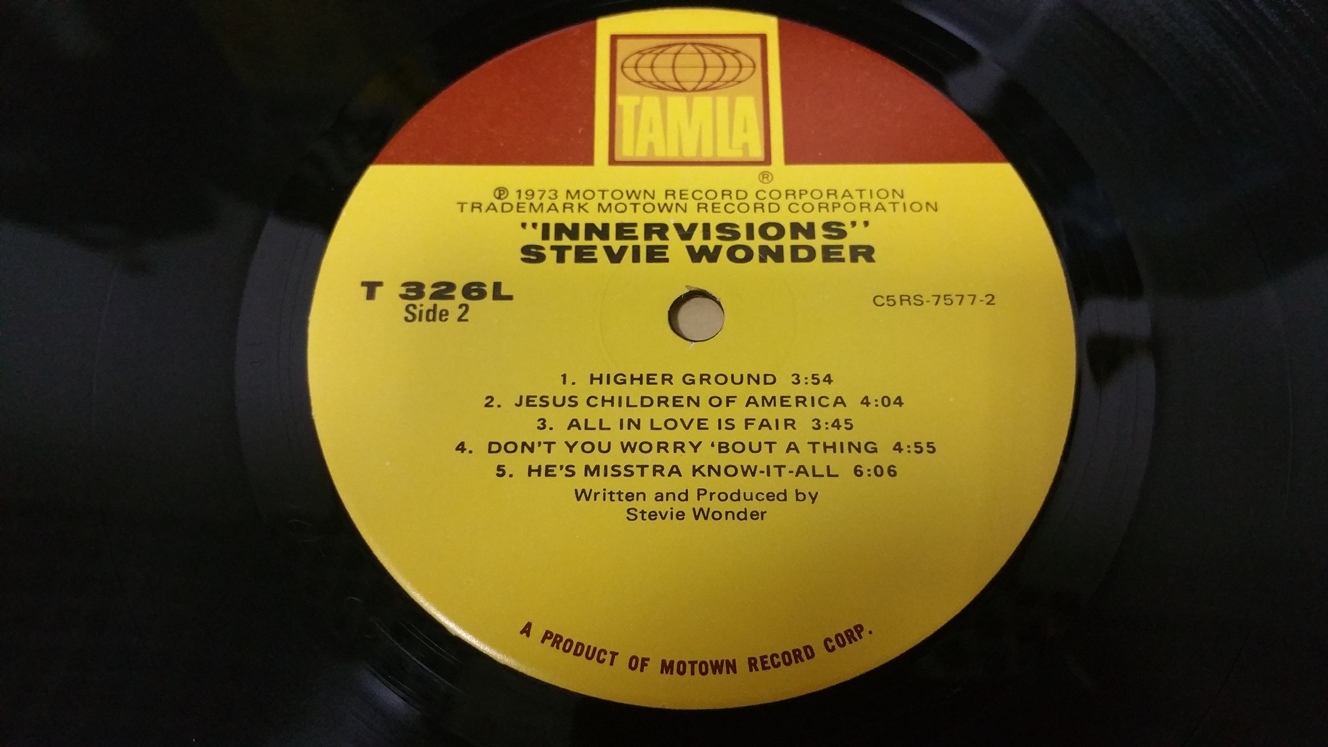 TAMLA
®
℗ 1973 MOTOWN RECORD CORPORATION
TRADEMARK MOTOWN RECORD CORPORATION
"INNERVISIONS"
STEVIE WONDER
T 326L
Side 2
C5RS-7577-2
1. HIGHER GROUND 3:54
2. JESUS CHILDREN OF AMERICA 4:04
3. ALL IN LOVE IS FAIR 3:45
4. DON'T YOU WORRY ‘BOUT A THING 4:55
5. HE'S MISSTRA KNOW-IT-ALL 6:06
Written and Produced by
Stevie Wonder
A PRODUCT OF MOTOWN RECORD CORP.